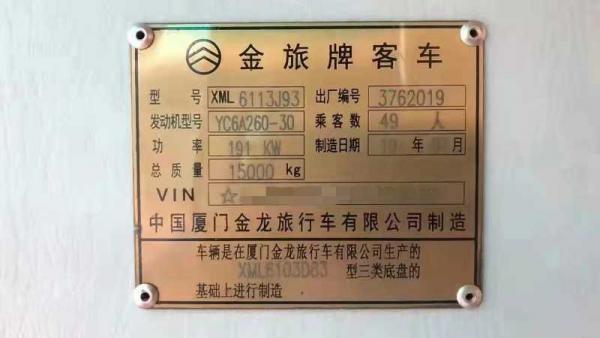 金旅牌客车
型号 XML 6113J93 出厂编号 3762019
发动机型号 YC6A260-30 乘客数 49 人
功率 191 KW 制造日期 年 月
总质量 15000 kg
VIN ☆
中国厦门金龙旅行车有限公司制造
车辆是在厦门金龙旅行车有限公司生产的
XML6103D83 型三类底盘的
基础上进行制造